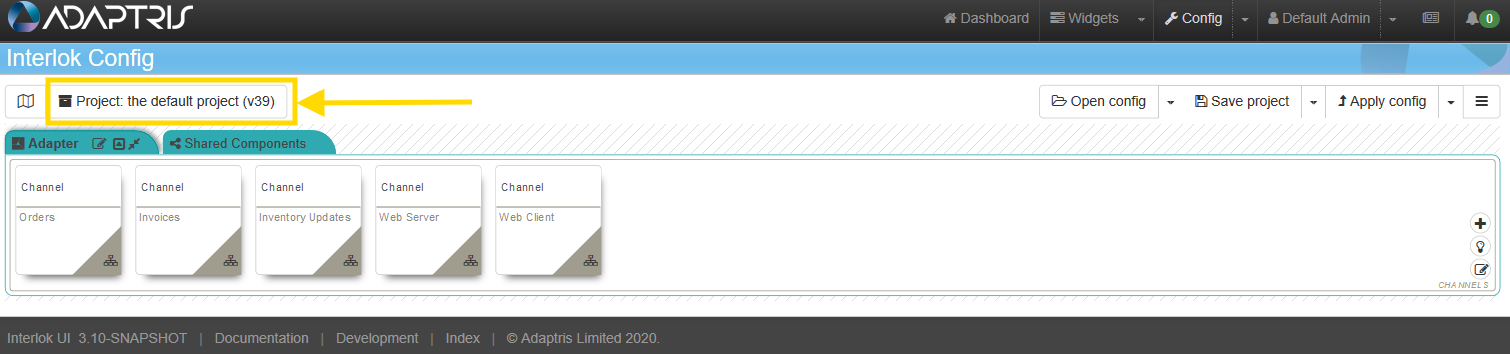 ADAPTRIS
Dashboard Widgets Config Default Admin 0
Interlok Config
Project: the default project (v39)
Open config Save project Apply config
Adapter Shared Components
Channel Channel Channel Channel Channel
Orders Invoices Inventory Updates Web Server Web Client
CHANNELS
Interlok UI 3.10-SNAPSHOT | Documentation | Development | Index | © Adaptris Limited 2020.